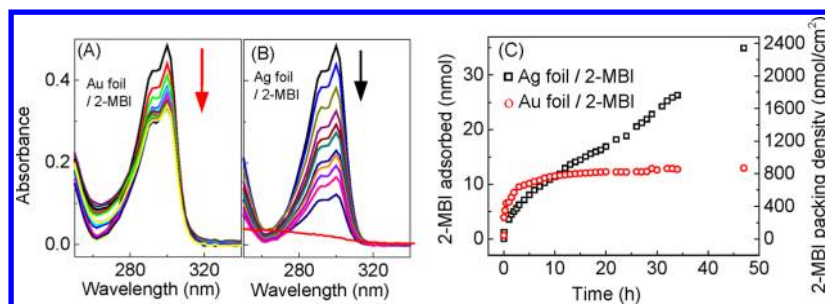 (A)
Au foil
/ 2-MBI
(B)
Ag foil
/ 2-MBI
0.4
0.2
0.0
Absorbance
280
320
Wavelength (nm)
280
320
Wavelength (nm)
(C)
Ag foil / 2-MBI
Au foil / 2-MBI
30
20
10
0
2-MBI adsorbed (nmol)
2400
2000
1600
1200
800
400
0
2-MBI packing density (pmol/cm²)
0
10
20
30
40
50
Time (h)